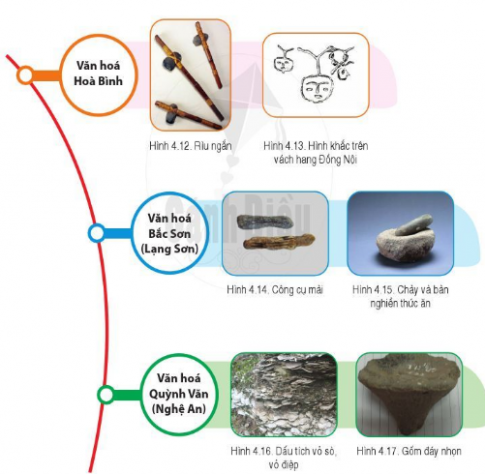 Văn hoá
Hoà Bình
Hình 4.12. Rìu ngắn
Hình 4.13. Hình khắc trên
vách hang Đồng Nội
Cánh Diều
Văn hoá
Bắc Sơn
(Lạng Sơn)
Hình 4.14. Công cụ mài
Hình 4.15. Chày và bàn
nghiền thức ăn
Văn hoá
Quỳnh Văn
(Nghệ An)
Hình 4.16. Dấu tích vỏ sò,
vỏ điệp
Hình 4.17. Gốm đáy nhọn